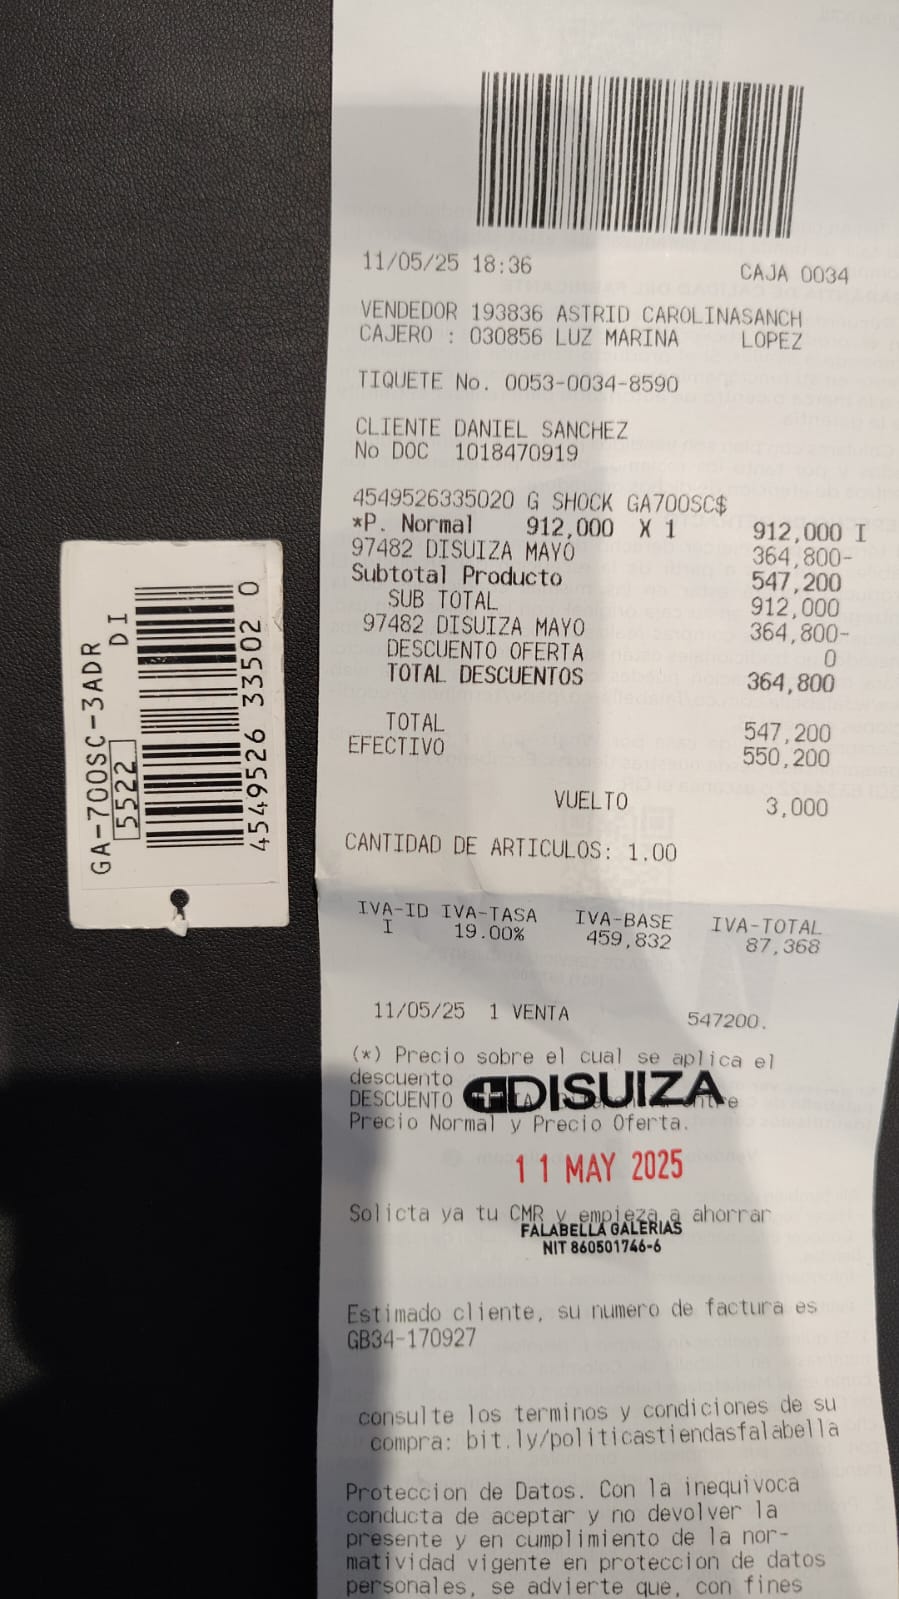 11/05/25 18:36 CAJA 0034
VENDEDOR 193836 ASTRID CAROLINASANCH
CAJERO : 030856 LUZ MARINA LOPEZ
TIQUETE No. 0053-0034-8590
CLIENTE DANIEL SANCHEZ
No DOC 1018470919
4549526335020 G SHOCK GA700SC$
*P. Normal 912,000 X 1 912,000 I
97482 DISUIZA MAYO 364,800-
Subtotal Producto 547,200
SUB TOTAL 912,000
97482 DISUIZA MAYO 364,800-
DESCUENTO OFERTA 0
TOTAL DESCUENTOS 364,800
TOTAL 547,200
EFECTIVO 550,200
VUELTO 3,000
CANTIDAD DE ARTICULOS: 1.00
IVA-ID IVA-TASA IVA-BASE IVA-TOTAL
I 19.00% 459,832 87,368
11/05/25 1 VENTA 547200.
(*) Precio sobre el cual se aplica el
descuento
DISUIZA
DESCUENTO
Precio Normal y Precio Oferta.
11 MAY 2025
Solicta ya tu CMR y empieza a ahorrar
FALABELLA GALERIAS
NIT 860501746-6
Estimado cliente, su numero de factura es
GB34-170927
consulte los terminos y condiciones de su
compra: bit.ly/politicastiendasfalabella
Proteccion de Datos. Con la inequivoca
conducta de aceptar y no devolver la
presente y en cumplimiento de la nor-
matividad vigente en proteccion de datos
personales, se advierte que, con fines
GA-700SC-3ADR
5522 DI
4549526 33502 0